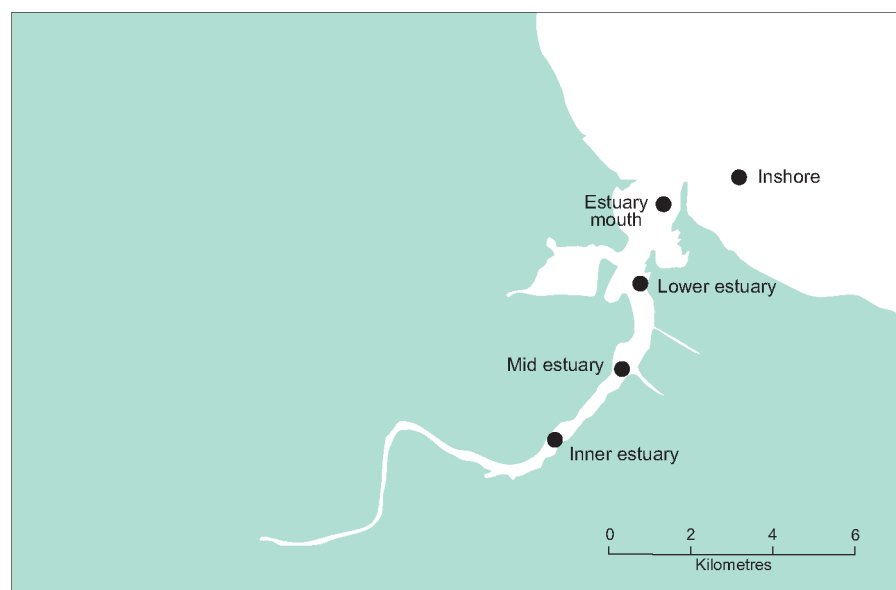 Inshore
Estuary
mouth
Lower estuary
Mid estuary
Inner estuary
0 2 4 6
Kilometres